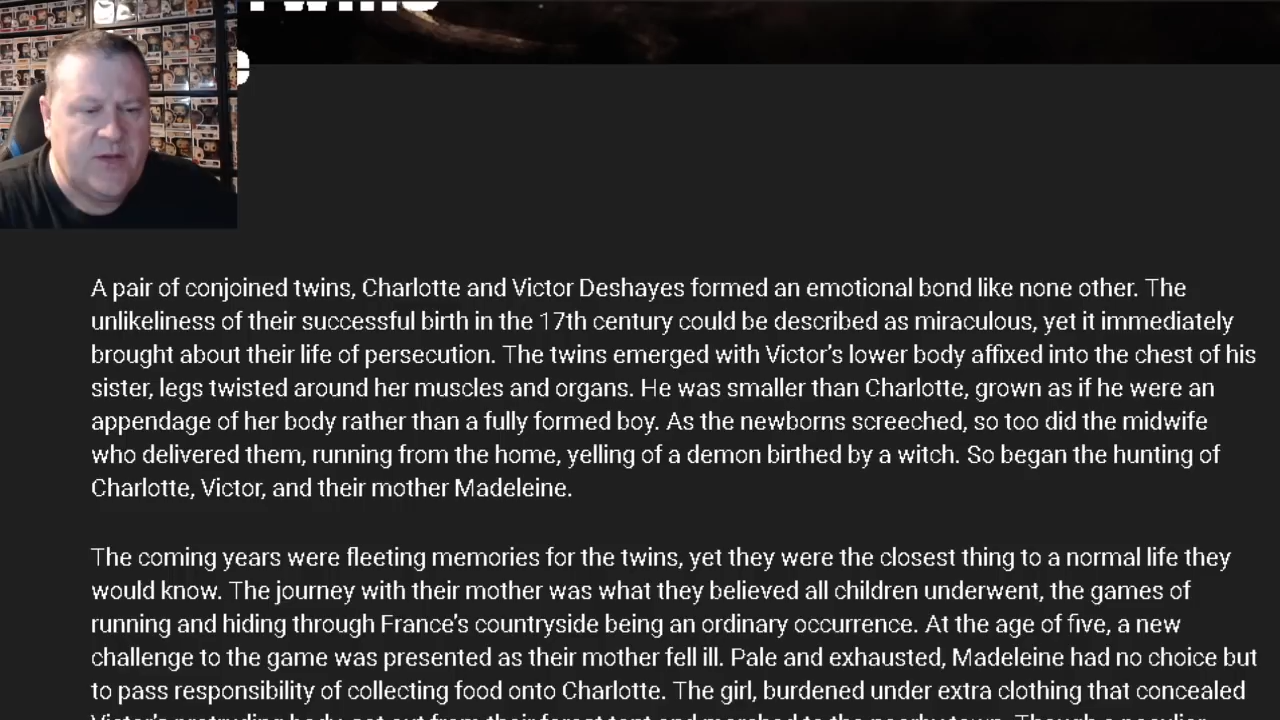 A pair of conjoined twins, Charlotte and Victor Deshayes formed an emotional bond like none other. The
unlikeliness of their successful birth in the 17th century could be described as miraculous, yet it immediately
brought about their life of persecution. The twins emerged with Victor's lower body affixed into the chest of his
sister, legs twisted around her muscles and organs. He was smaller than Charlotte, grown as if he were an
appendage of her body rather than a fully formed boy. As the newborns screeched, so too did the midwife
who delivered them, running from the home, yelling of a demon birthed by a witch. So began the hunting of
Charlotte, Victor, and their mother Madeleine.
The coming years were fleeting memories for the twins, yet they were the closest thing to a normal life they
would know. The journey with their mother was what they believed all children underwent, the games of
running and hiding through France's countryside being an ordinary occurrence. At the age of five, a new
challenge to the game was presented as their mother fell ill. Pale and exhausted, Madeleine had no choice but
to pass responsibility of collecting food onto Charlotte. The girl, burdened under extra clothing that concealed